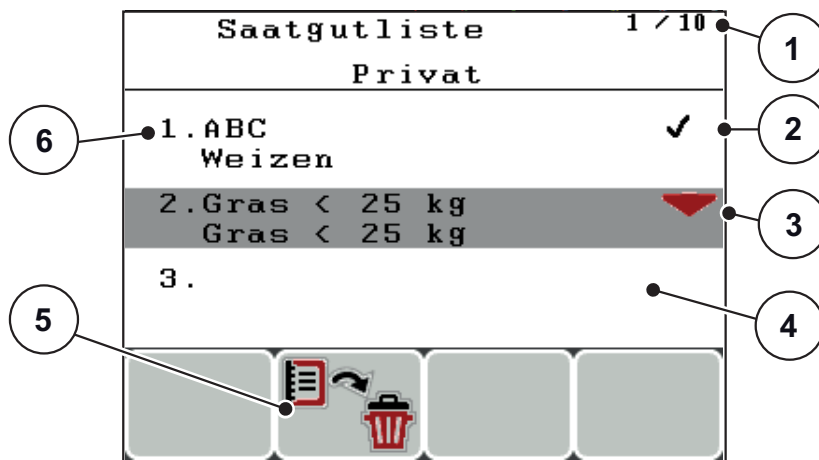 Saatgutliste 1 / 10
Privat
1.ABC
Weizen
2.Gras < 25 kg
Gras < 25 kg
3.
1
2
3
4
5
6